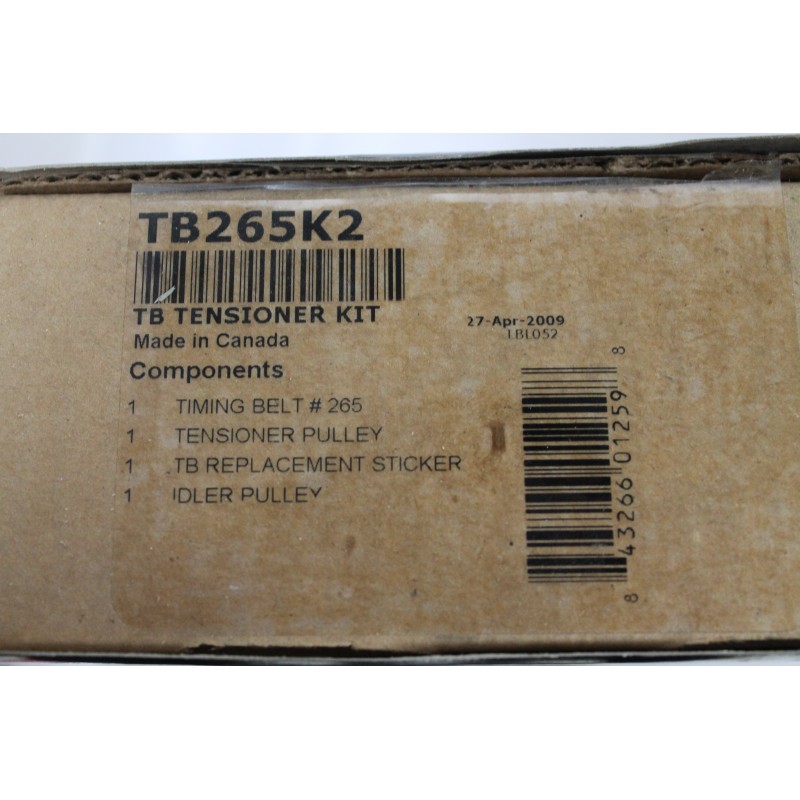 TB265K2
TB TENSIONER KIT
Made in Canada
27-Apr-2009
LBL052
Components
1 TIMING BELT # 265
1 TENSIONER PULLEY
1 TB REPLACEMENT STICKER
1 IDLER PULLEY
8 43266 01259 8